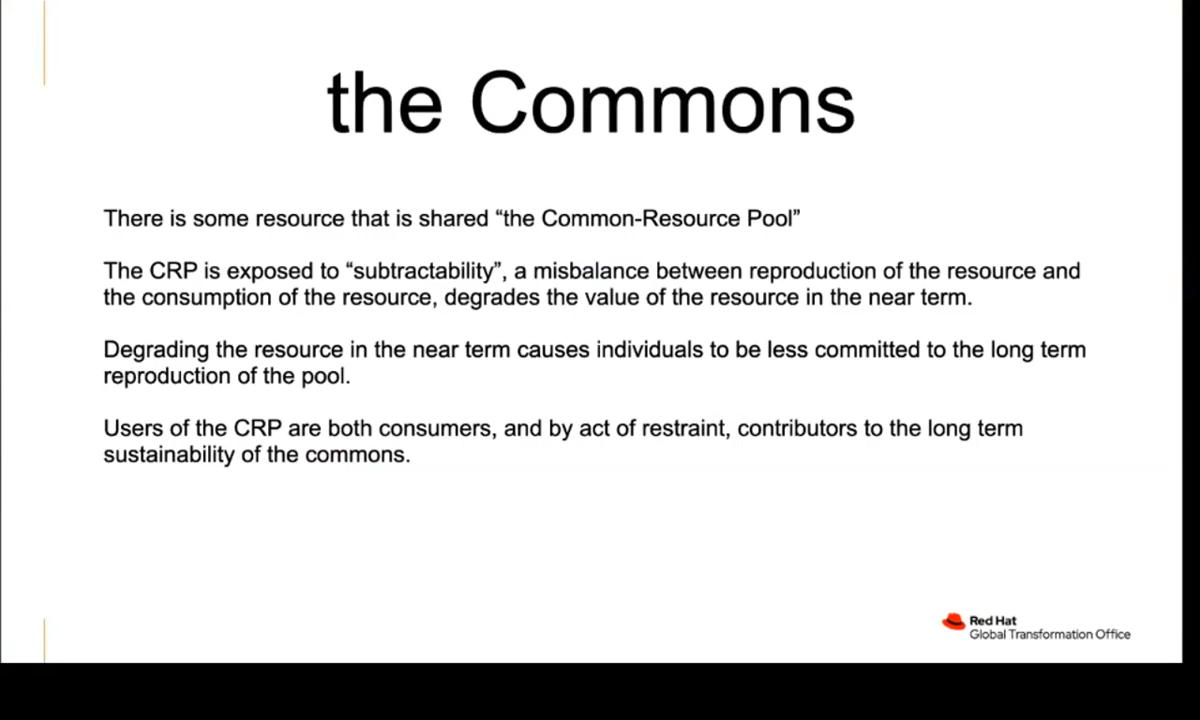 the Commons
There is some resource that is shared “the Common-Resource Pool”
The CRP is exposed to “subtractability”, a misbalance between reproduction of the resource and
the consumption of the resource, degrades the value of the resource in the near term.
Degrading the resource in the near term causes individuals to be less committed to the long term
reproduction of the pool.
Users of the CRP are both consumers, and by act of restraint, contributors to the long term
sustainability of the commons.
Red Hat
Global Transformation Office